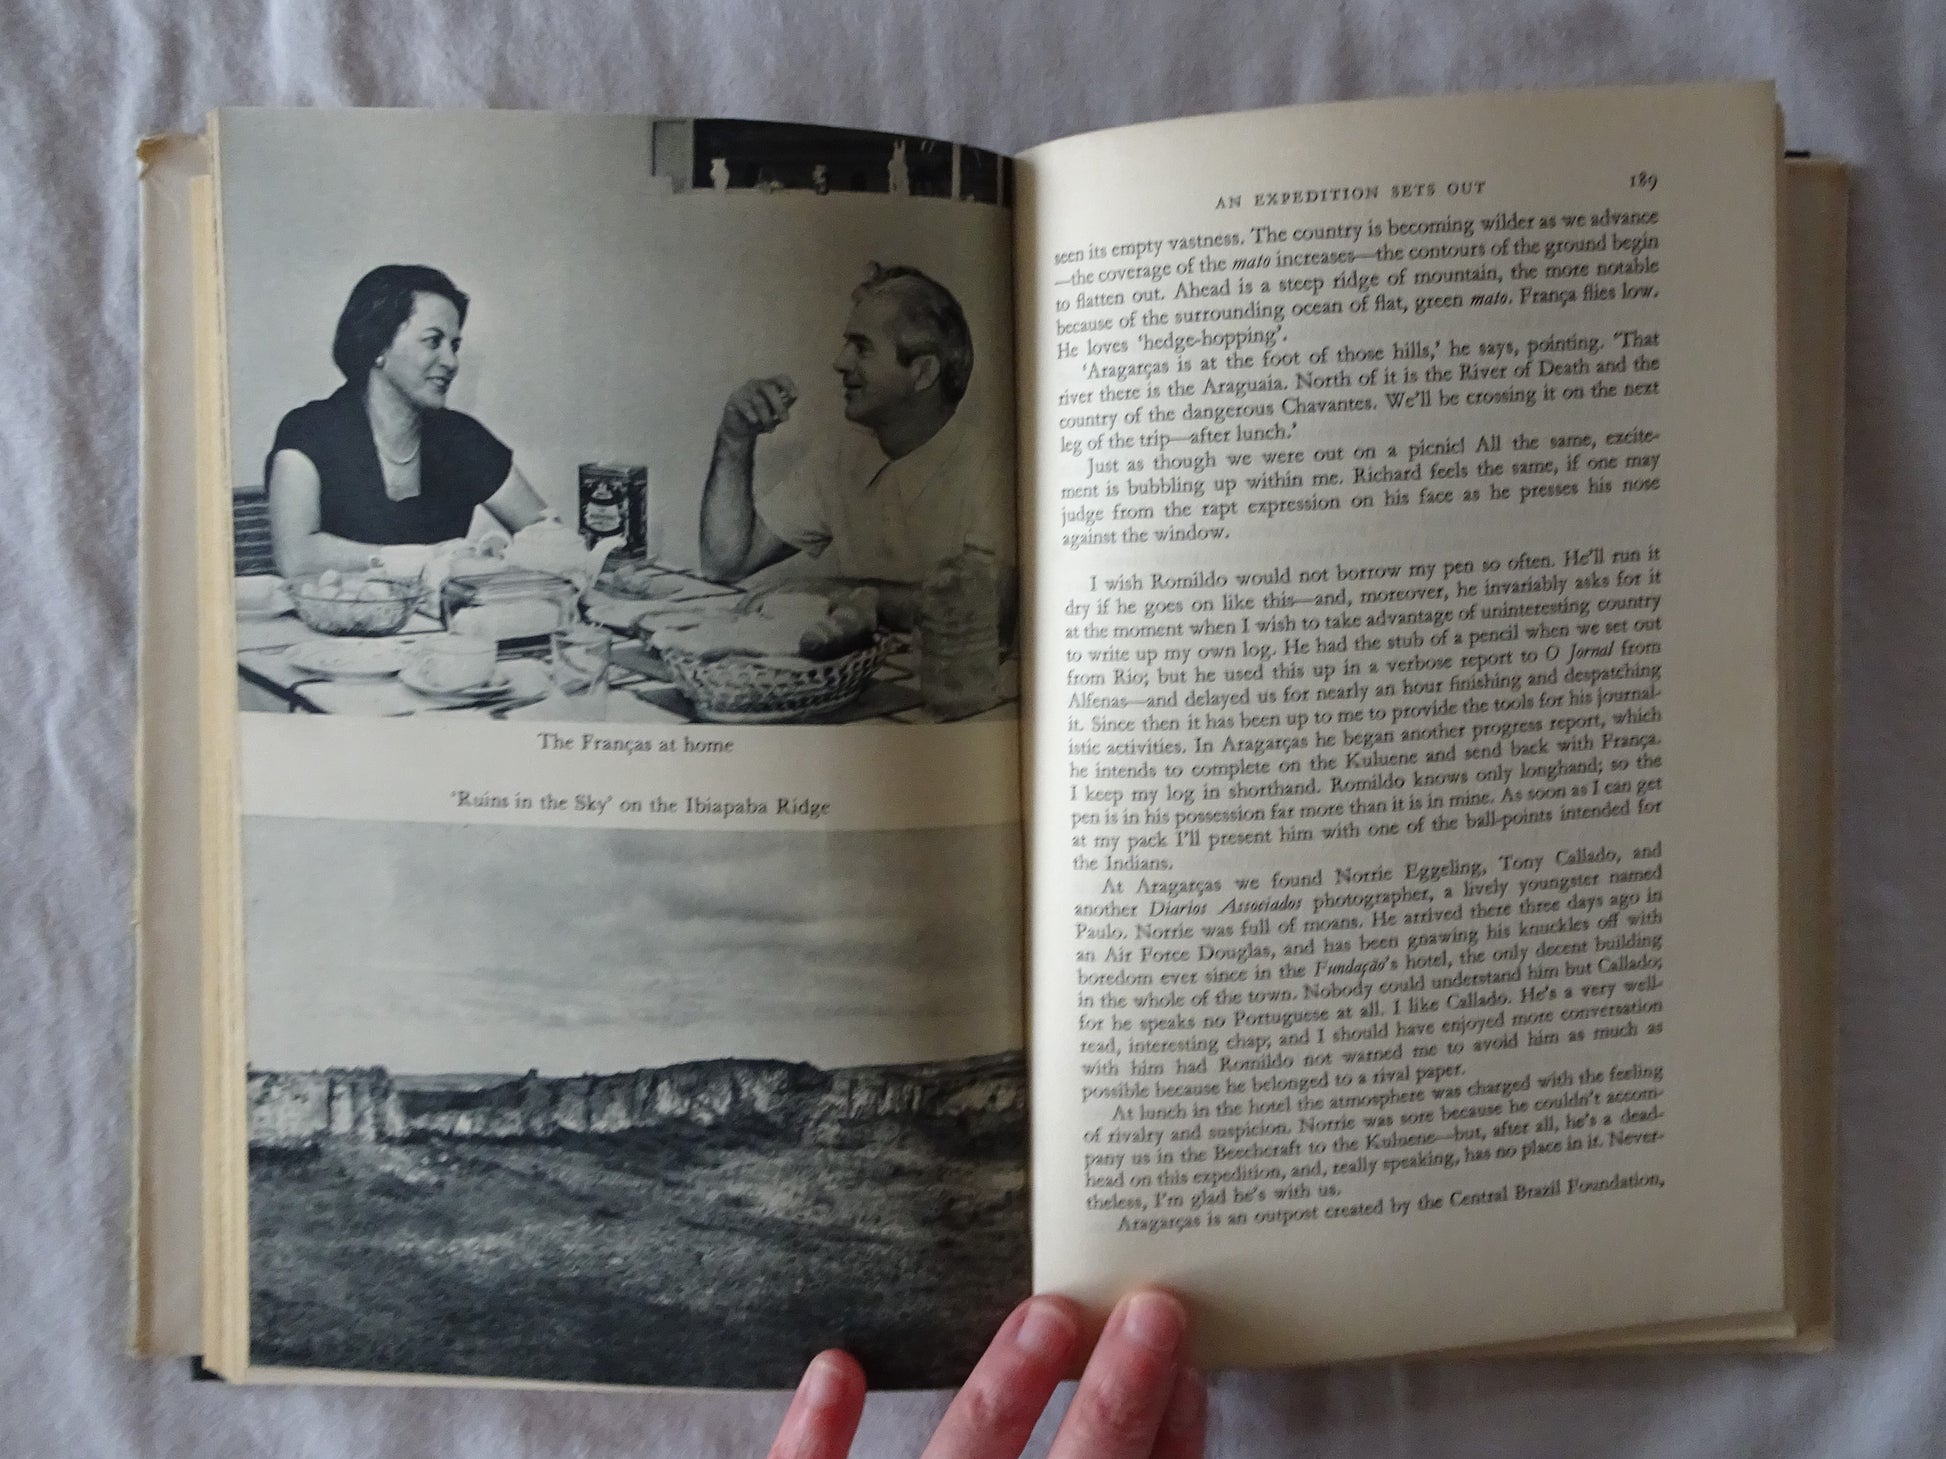 The Franças at home
'Ruins in the Sky' on the Ibiapaba Ridge
AN EXPEDITION SETS OUT 189
seen its empty vastness. The country is becoming wilder as we advance
—the coverage of the mato increases—the contours of the ground begin
to flatten out. Ahead is a steep ridge of mountain, the more notable
because of the surrounding ocean of flat, green mato. França flies low.
He loves 'hedge-hopping'.
'Aragarças is at the foot of those hills,' he says, pointing. 'That
river there is the Araguaia. North of it is the River of Death and the
country of the dangerous Chavantes. We'll be crossing it on the next
leg of the trip—after lunch.'
Just as though we were out on a picnic! All the same, excite-
ment is bubbling up within me. Richard feels the same, if one may
judge from the rapt expression on his face as he presses his nose
against the window.
I wish Romildo would not borrow my pen so often. He'll run it
dry if he goes on like this—and, moreover, he invariably asks for it
at the moment when I wish to take advantage of uninteresting country
to write up my own log. He had the stub of a pencil when we set out
from Rio; but he used this up in a verbose report to O Jornal from
Alfenas—and delayed us for nearly an hour finishing and despatching
it. Since then it has been up to me to provide the tools for his journal-
istic activities. In Aragarças he began another progress report, which
he intends to complete on the Kuluene and send back with França.
I keep my log in shorthand. Romildo knows only longhand; so the
pen is in his possession far more than it is in mine. As soon as I can get
at my pack I'll present him with one of the ball-points intended for
the Indians.
At Aragarças we found Norrie Eggeling, Tony Callado, and
another Diarios Associados photographer, a lively youngster named
Paulo. Norrie was full of moans. He arrived there three days ago in
an Air Force Douglas, and has been gnawing his knuckles off with
boredom ever since in the Fundação's hotel, the only decent building
in the whole of the town. Nobody could understand him but Callado;
for he speaks no Portuguese at all. I like Callado. He's a very well-
read, interesting chap; and I should have enjoyed more conversation
with him had Romildo not warned me to avoid him as much as
possible because he belonged to a rival paper.
At lunch in the hotel the atmosphere was charged with the feeling
of rivalry and suspicion. Norrie was sore because he couldn't accom-
pany us in the Beechcraft to the Kuluene—but, after all, he's a dead-
head on this expedition, and, really speaking, has no place in it. Never-
theless, I'm glad he's with us.
Aragarças is an outpost created by the Central Brazil Foundation,